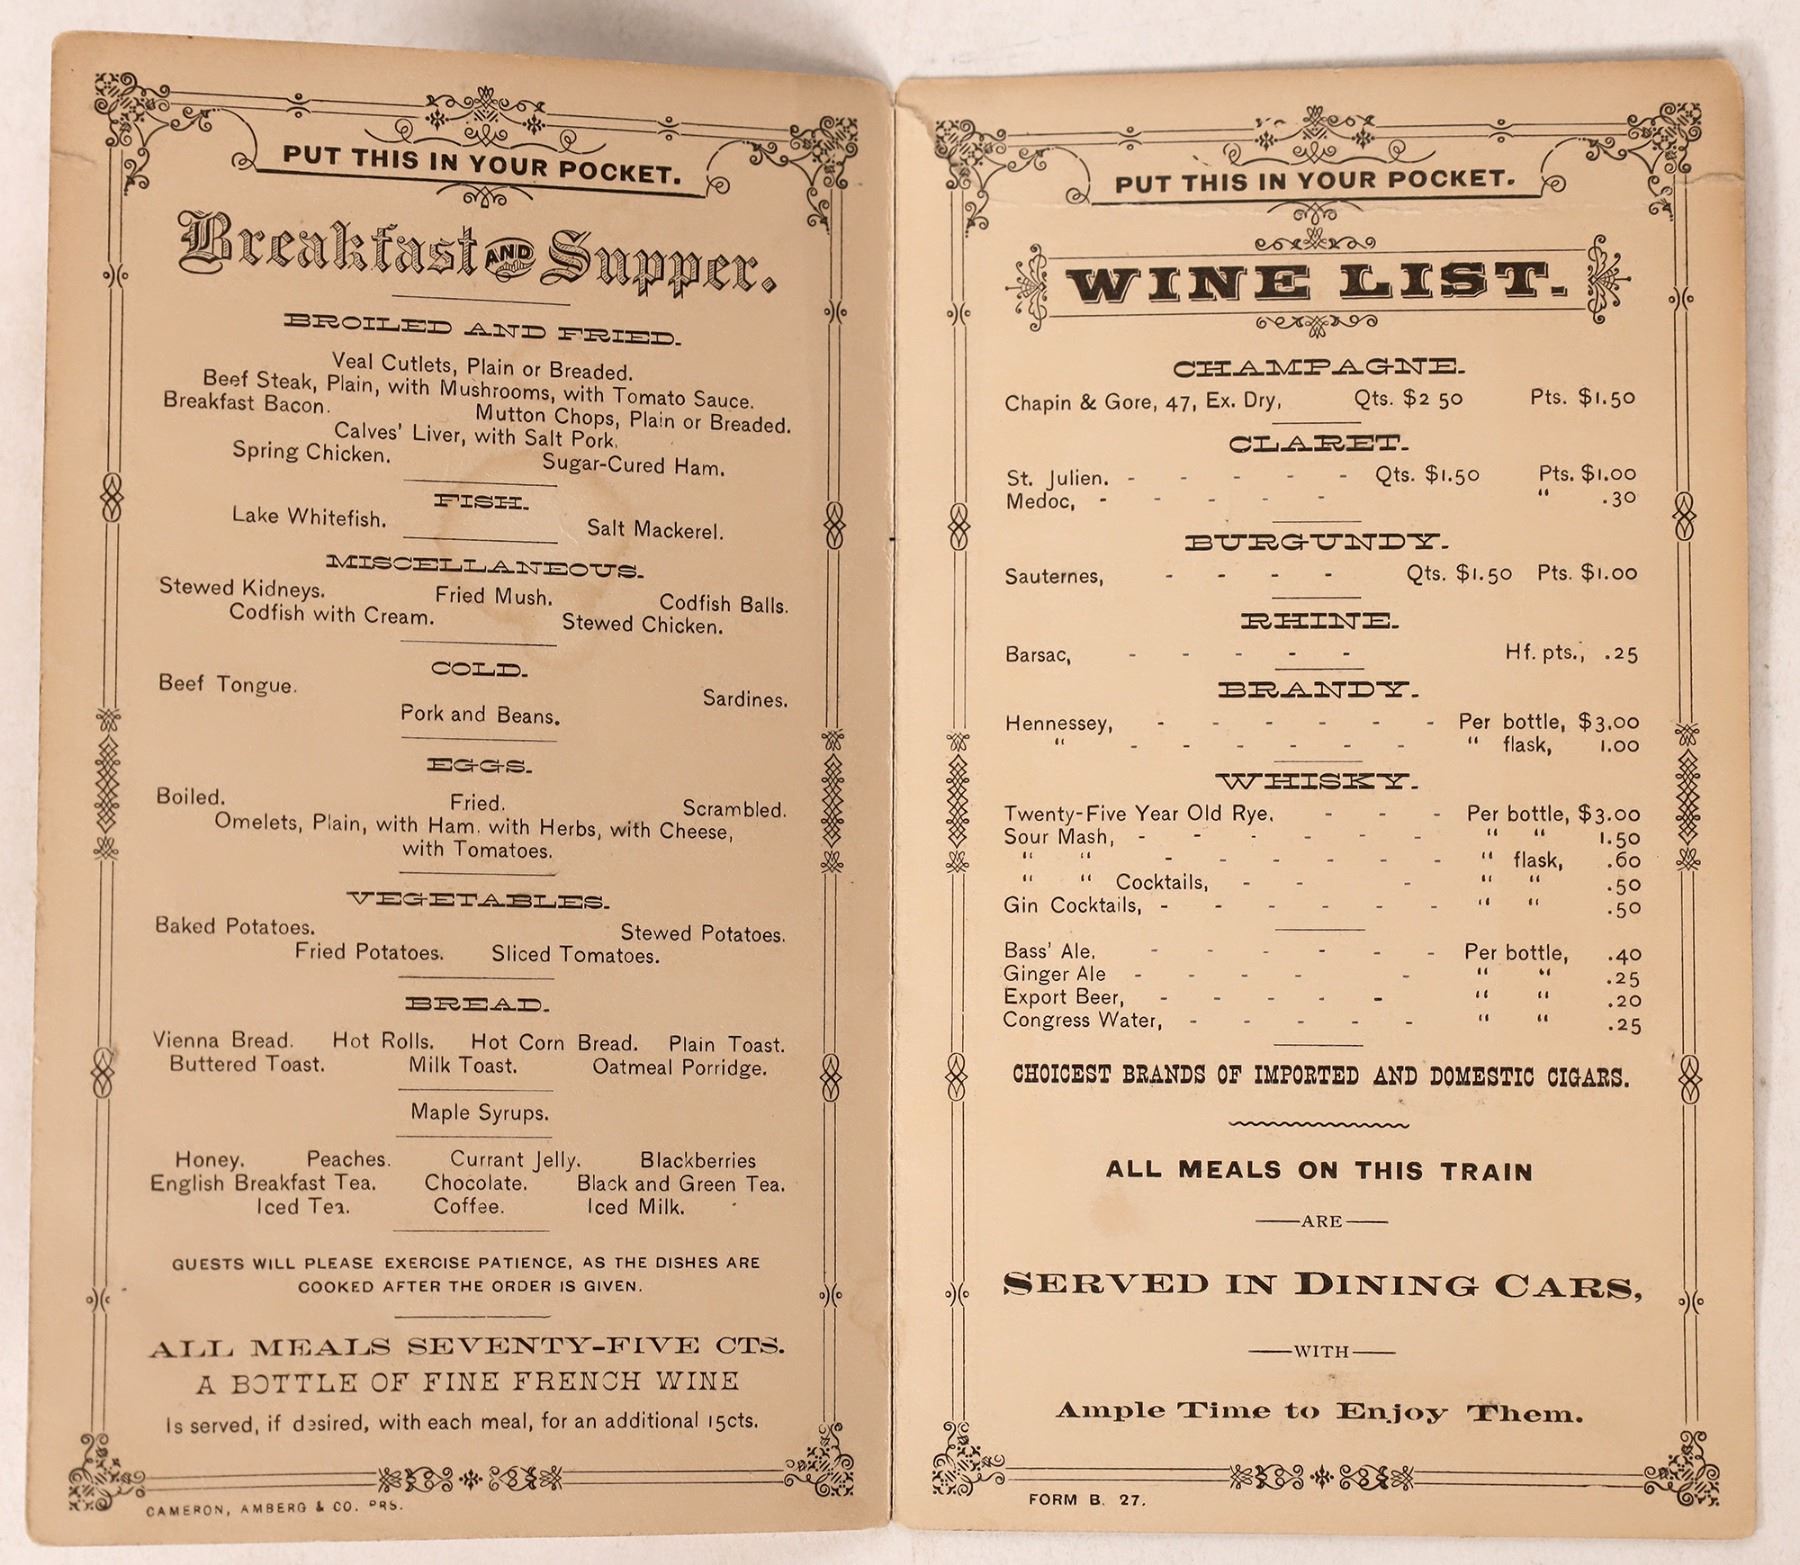 PUT THIS IN YOUR POCKET.
Breakfast AND Supper.
BROILED AND FRIED.
Veal Cutlets, Plain or Breaded.
Beef Steak, Plain, with Mushrooms, with Tomato Sauce.
Breakfast Bacon. Mutton Chops, Plain or Breaded.
Calves' Liver, with Salt Pork.
Spring Chicken. Sugar-Cured Ham.
FISH.
Lake Whitefish. Salt Mackerel.
MISCELLANEOUS.
Stewed Kidneys. Fried Mush. Codfish Balls.
Codfish with Cream. Stewed Chicken.
COLD.
Beef Tongue. Sardines.
Pork and Beans.
EGGS.
Boiled. Fried. Scrambled.
Omelets, Plain, with Ham. with Herbs, with Cheese,
with Tomatoes.
VEGETABLES.
Baked Potatoes. Stewed Potatoes.
Fried Potatoes. Sliced Tomatoes.
BREAD.
Vienna Bread. Hot Rolls. Hot Corn Bread. Plain Toast.
Buttered Toast. Milk Toast. Oatmeal Porridge.
Maple Syrups.
Honey. Peaches. Currant Jelly. Blackberries
English Breakfast Tea. Chocolate. Black and Green Tea.
Iced Tea. Coffee. Iced Milk.
GUESTS WILL PLEASE EXERCISE PATIENCE, AS THE DISHES ARE
COOKED AFTER THE ORDER IS GIVEN.
ALL MEALS SEVENTY-FIVE CTS.
A BOTTLE OF FINE FRENCH WINE
Is served, if desired, with each meal, for an additional 15cts.
CAMERON, AMBERG & CO. PRS.
PUT THIS IN YOUR POCKET.
WINE LIST.
CHAMPAGNE.
Chapin & Gore, 47, Ex. Dry, Qts. $2 50 Pts. $1.50
CLARET.
St. Julien. - - - - - Qts. $1.50 Pts. $1.00
Medoc, - - - - - " .30
BURGUNDY.
Sauternes, - - - - Qts. $1.50 Pts. $1.00
RHINE.
Barsac, - - - - - Hf. pts., .25
BRANDY.
Hennessey, - - - - - - Per bottle, $3.00
" - - - - - - " flask, 1.00
WHISKY.
Twenty-Five Year Old Rye. - - - Per bottle, $3.00
Sour Mash, - - - - - - " " 1.50
" " - - - - - - " flask, .60
" " Cocktails, - - - " " .50
Gin Cocktails, - - - - - - " " .50
Bass' Ale. - - - - - - Per bottle, .40
Ginger Ale - - - - - - " " .25
Export Beer, - - - - - " " .20
Congress Water, - - - - - " " .25
CHOICEST BRANDS OF IMPORTED AND DOMESTIC CIGARS.
ALL MEALS ON THIS TRAIN
—ARE—
SERVED IN DINING CARS,
—WITH—
Ample Time to Enjoy Them.
FORM B. 27.